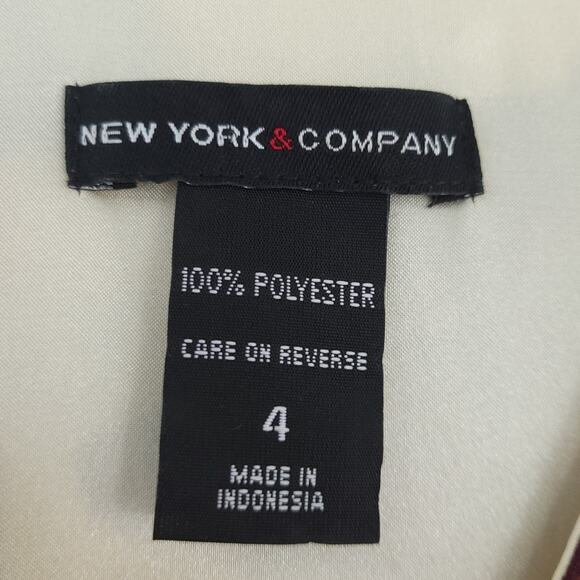 NEW YORK & COMPANY
100% POLYESTER
CARE ON REVERSE
4
MADE IN
INDONESIA